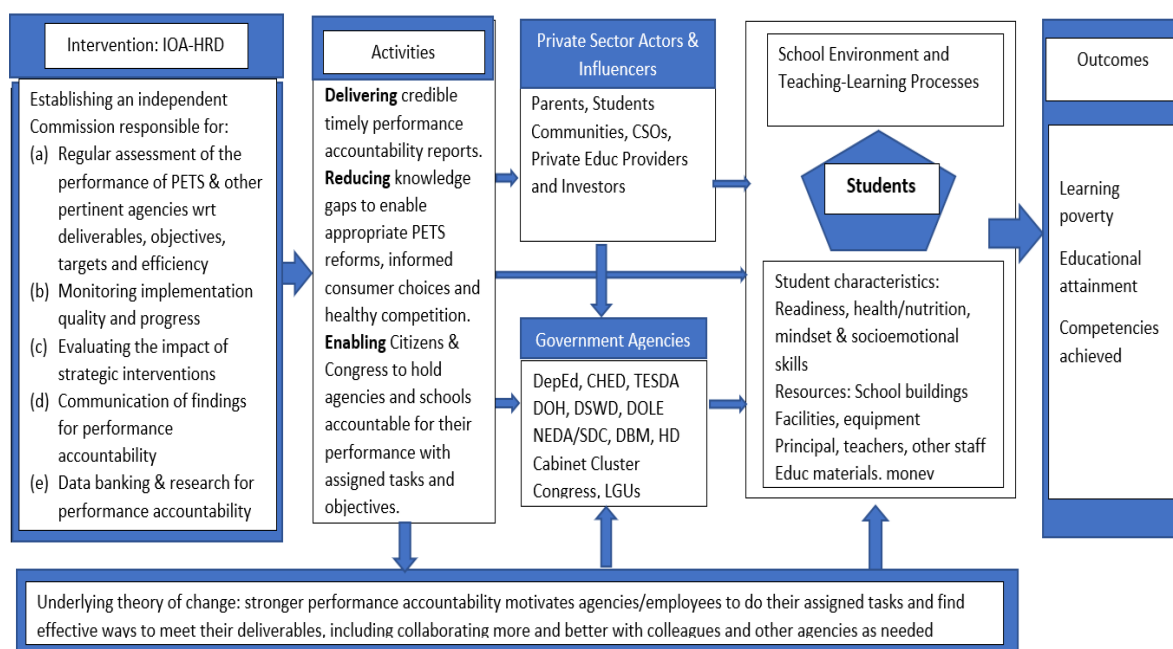 Intervention: IOA-HRD
Establishing an independent
Commission responsible for:
(a) Regular assessment of the
performance of PETS & other
pertinent agencies wrt
deliverables, objectives,
targets and efficiency
(b) Monitoring implementation
quality and progress
(c) Evaluating the impact of
strategic interventions
(d) Communication of findings
for performance
accountability
(e) Data banking & research for
performance accountability
Activities
Delivering credible
timely performance
accountability reports.
Reducing knowledge
gaps to enable
appropriate PETS
reforms, informed
consumer choices and
healthy competition.
Enabling Citizens &
Congress to hold
agencies and schools
accountable for their
performance with
assigned tasks and
objectives.
Private Sector Actors &
Influencers
Parents, Students
Communities, CSOs,
Private Educ Providers
and Investors
Government Agencies
DepEd, CHED, TESDA
DOH, DSWD, DOLE
NEDA/SDC, DBM, HD
Cabinet Cluster
Congress, LGUs
School Environment and
Teaching-Learning Processes
Students
Student characteristics:
Readiness, health/nutrition,
mindset & socioemotional
skills
Resources: School buildings
Facilities, equipment
Principal, teachers, other staff
Educ materials, money
Outcomes
Learning
poverty
Educational
attainment
Competencies
achieved
Underlying theory of change: stronger performance accountability motivates agencies/employees to do their assigned tasks and find
effective ways to meet their deliverables, including collaborating more and better with colleagues and other agencies as needed